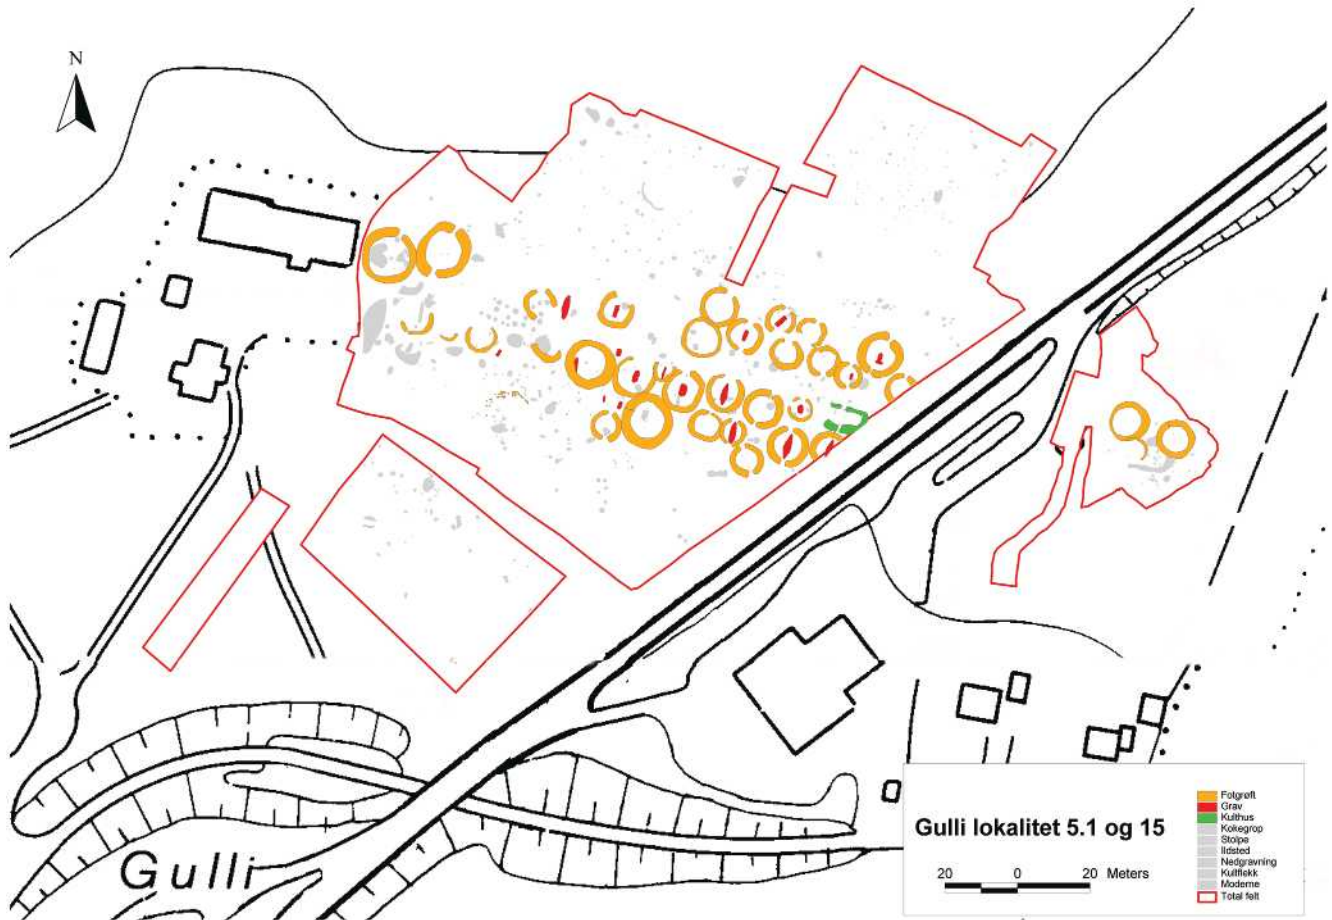 N
Gulli
Gulli lokalitet 5.1 og 15
20 0 20 Meters
Fotgrøft
Grav
Kulthus
Kokegrop
Stolpe
Ildsted
Nedgravning
Kullflekk
Moderne
Total felt